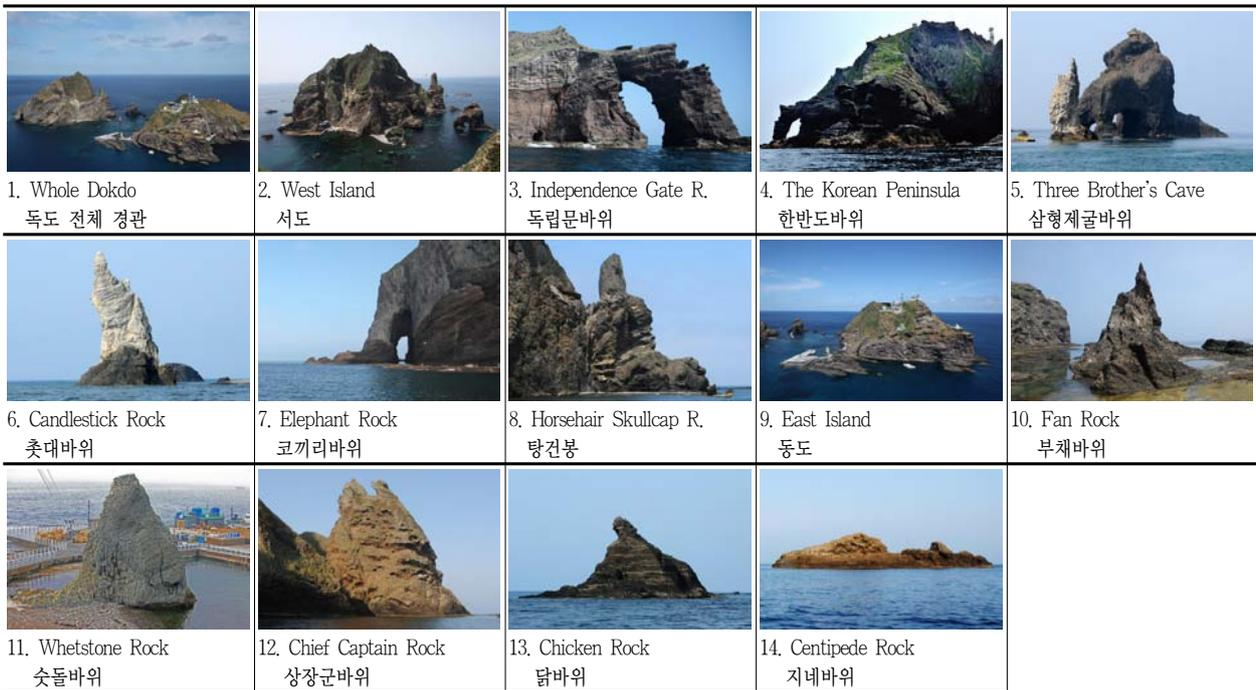 1. Whole Dokdo
독도 전체 경관
2. West Island
서도
3. Independence Gate R.
독립문바위
4. The Korean Peninsula
한반도바위
5. Three Brother's Cave
삼형제굴바위
6. Candlestick Rock
촛대바위
7. Elephant Rock
코끼리바위
8. Horsehair Skullcap R.
탕건봉
9. East Island
동도
10. Fan Rock
부채바위
11. Whetstone Rock
숫돌바위
12. Chief Captain Rock
상장군바위
13. Chicken Rock
닭바위
14. Centipede Rock
지네바위